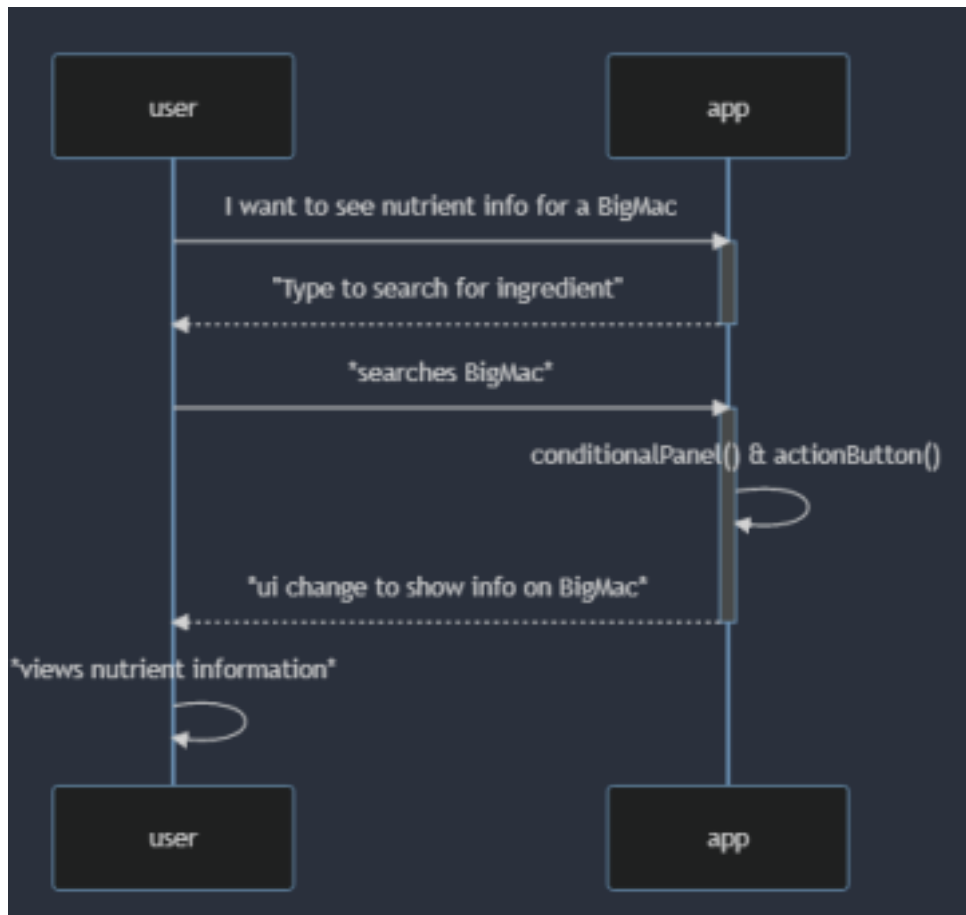 user
app
I want to see nutrient info for a BigMac
"Type to search for ingredient"
*searches BigMac*
conditionalPanel() & actionButton()
*ui change to show info on BigMac*
*views nutrient information*
user
app